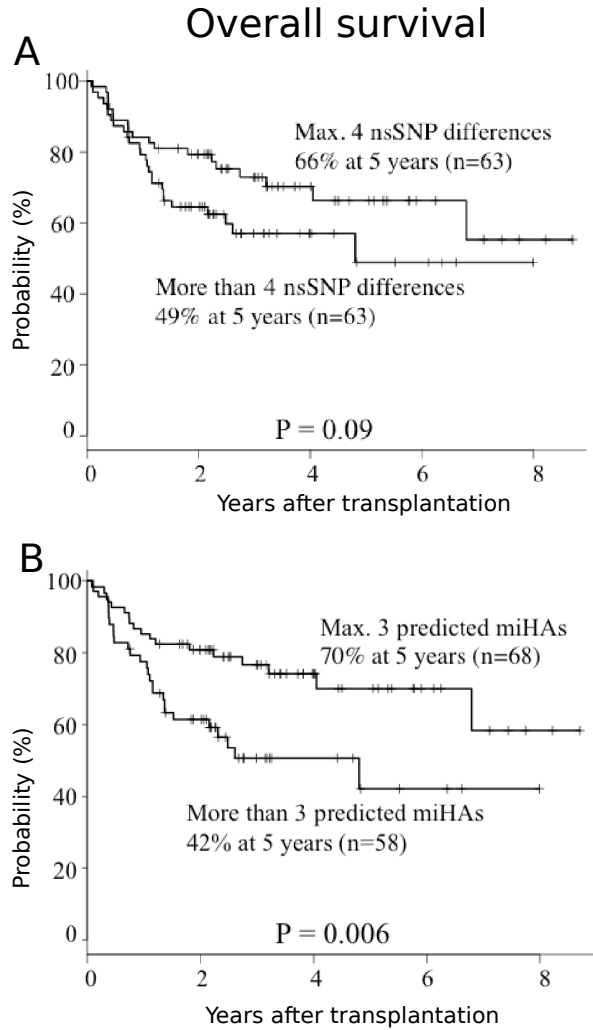 Overall survival
A
100
80
60
40
20
0
Probability (%)
Max. 4 nsSNP differences
66% at 5 years (n=63)
More than 4 nsSNP differences
49% at 5 years (n=63)
P = 0.09
0 2 4 6 8
Years after transplantation
B
100
80
60
40
20
0
Probability (%)
Max. 3 predicted miHAs
70% at 5 years (n=68)
More than 3 predicted miHAs
42% at 5 years (n=58)
P = 0.006
0 2 4 6 8
Years after transplantation